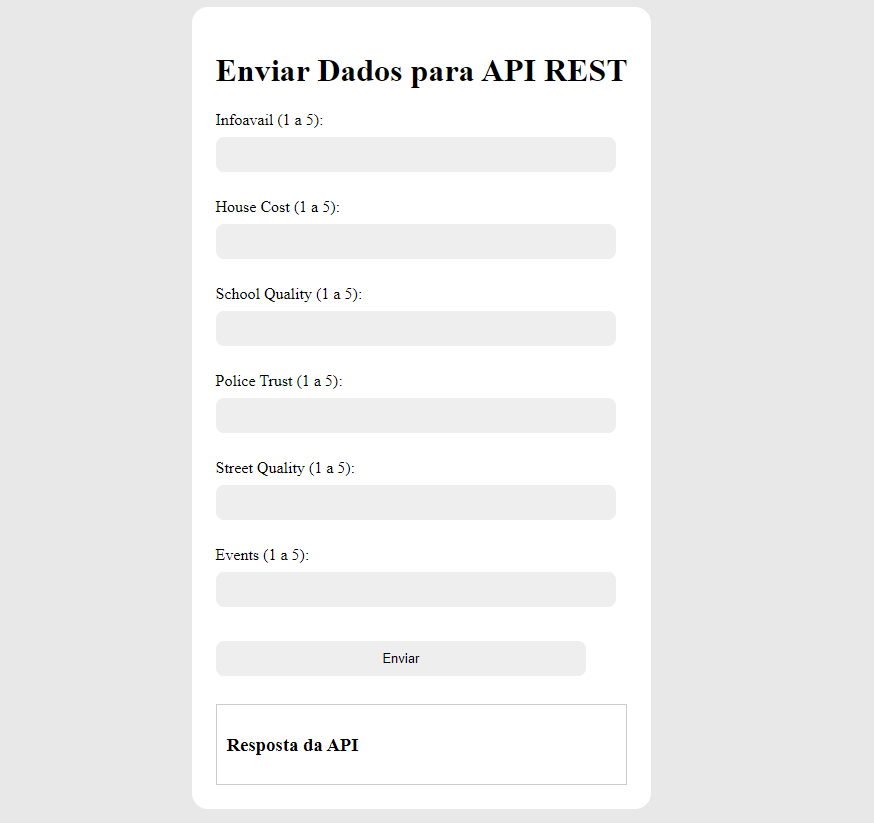 Enviar Dados para API REST
Infoavail (1 a 5):
House Cost (1 a 5):
School Quality (1 a 5):
Police Trust (1 a 5):
Street Quality (1 a 5):
Events (1 a 5):
Enviar
Resposta da API